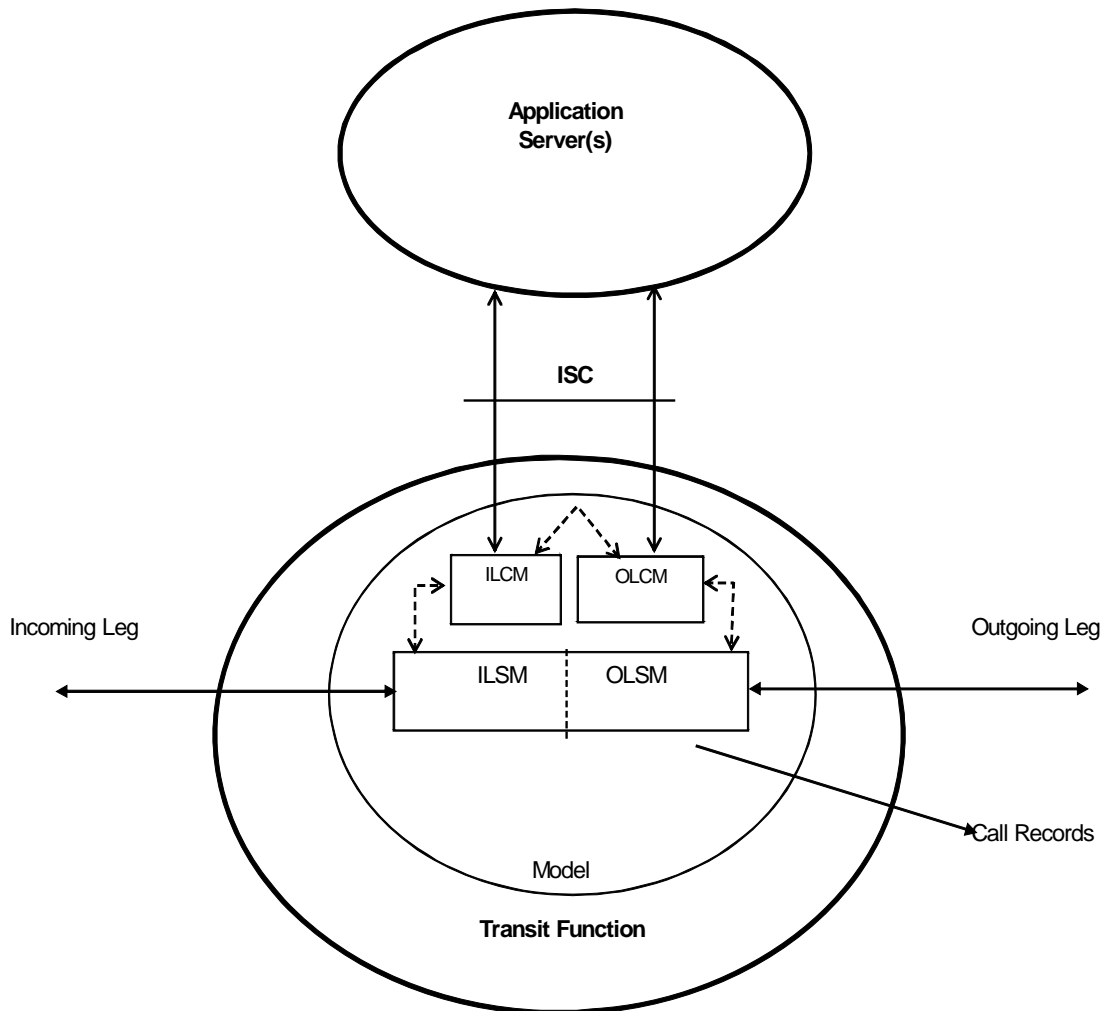 Application
Server(s)
ISC
ILCM
OLCM
Incoming Leg
Outgoing Leg
ILSM
OLSM
Call Records
Model
Transit Function